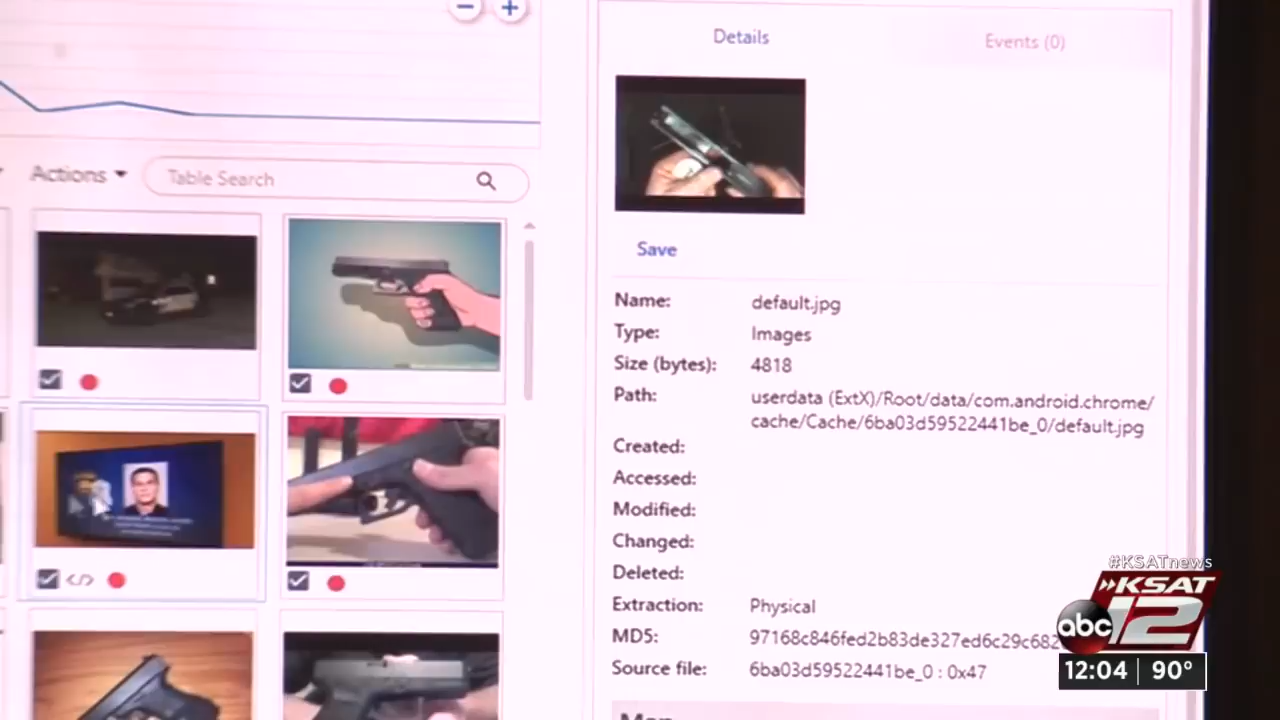 Details
Events (0)
Actions
Table Search
Save
Name: default.jpg
Type: Images
Size (bytes): 4818
Path: userdata (ExtX)/Root/data/com.android.chrome/
cache/Cache/6ba03d59522441be_0/default.jpg
Created:
Accessed:
Modified:
Changed:
Deleted:
Extraction: Physical
MD5: 97168c846fed2b83de327ed6c29c682
Source file: 6ba03d59522441be_0 : 0x47
#KSATnews
KSAT
abc 12
12:04 90°